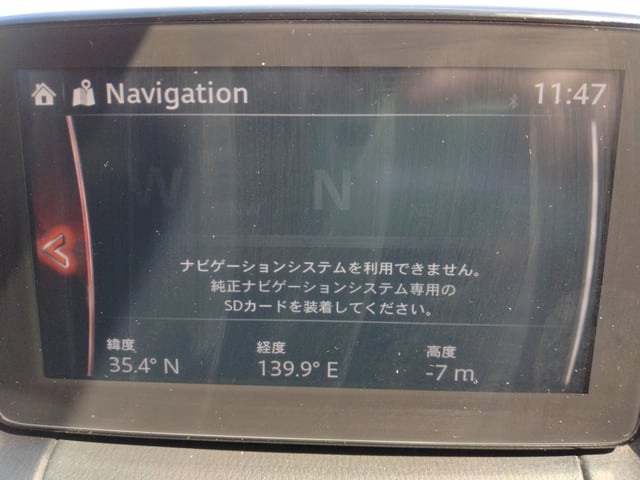 Navigation
11:47
W NW N NE
ナビゲーションシステムを利用できません。
純正ナビゲーションシステム専用の
SDカードを装着してください。
緯度 経度 高度
35.4° N 139.9° E -7 m